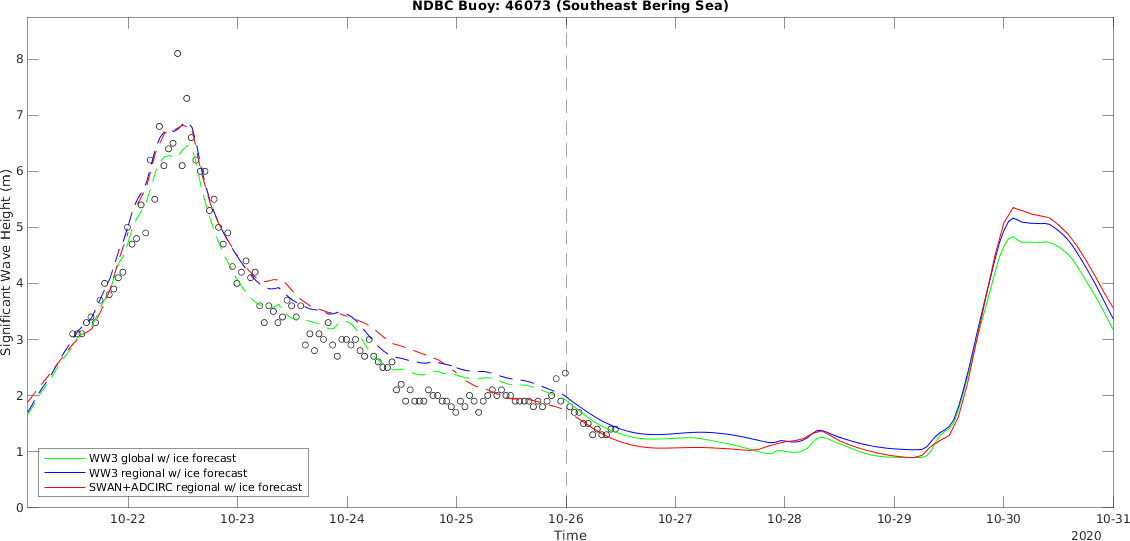 NDBC Buoy: 46073 (Southeast Bering Sea)
8
7
6
5
4
3
2
1
0
Significant Wave Height (m)
WW3 global w/ ice forecast
WW3 regional w/ ice forecast
SWAN+ADCIRC regional w/ ice forecast
10-22 10-23 10-24 10-25 10-26 10-27 10-28 10-29 10-30 10-31
Time
2020